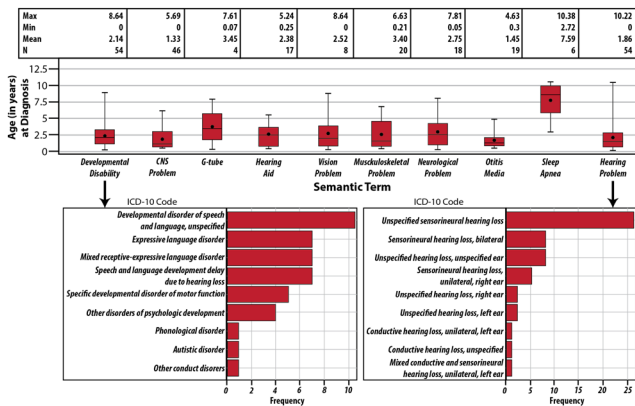 Max 8.64 5.69 7.61 5.24 8.64 6.63 7.81 4.63 10.38 10.22
Min 0 0 0.07 0.25 0 0.21 0.05 0.3 2.72 0
Mean 2.14 1.33 3.45 2.38 2.52 3.40 2.75 1.45 7.59 1.86
N 54 46 4 17 8 20 18 19 6 54
Age (in years)
at Diagnosis
12.5
10
7.5
5
2.5
0
Developmental
Disability
CNS
Problem
G-tube
Hearing
Aid
Vision
Problem
Musckuloskeletal
Problem
Neurological
Problem
Otitis
Media
Sleep
Apnea
Hearing
Problem
Semantic Term
ICD-10 Code
Developmental disorder of speech
and language, unspecified
Expressive language disorder
Mixed receptive-expressive language disorder
Speech and language development delay
due to hearing loss
Specific developmental disorder of motor function
Other disorders of psychologic development
Phonological disorder
Autistic disorder
Other conduct disorers
0 2 4 6 8 10
Frequency
ICD-10 Code
Unspecified sensorineural hearing loss
Sensorineural hearing loss, bilateral
Unspecified hearing loss, unspecified ear
Sensorineural hearing loss,
unilateral, right ear
Unspecified hearing loss, right ear
Unspecified hearing loss, left ear
Conductive hearing loss, unilateral, left ear
Conductive hearing loss, unspecified
Mixed conductive and sensorineural
hearing loss, unilateral, left ear
0 5 10 15 20 25
Frequency